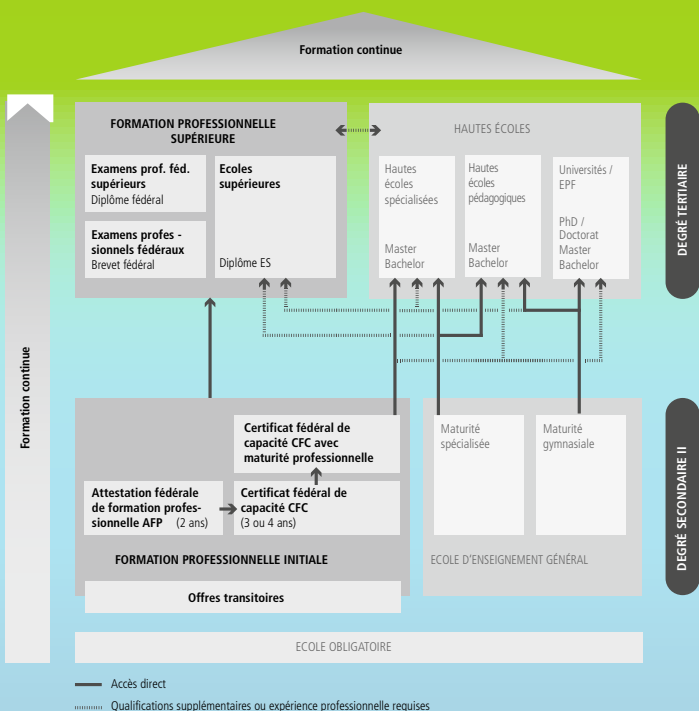 Formation continue
Formation continue
FORMATION PROFESSIONNELLE
SUPÉRIEURE
Examens prof. féd.
supérieurs
Diplôme fédéral
Examens profes -
sionnels fédéraux
Brevet fédéral
Ecoles
supérieures
Diplôme ES
HAUTES ÉCOLES
Hautes
écoles
spécialisées
Master
Bachelor
Hautes
écoles
pédagogiques
Master
Bachelor
Universités /
EPF
PhD /
Doctorat
Master
Bachelor
DEGRÉ TERTIAIRE
Certificat fédéral de
capacité CFC avec
maturité professionnelle
Attestation fédérale
de formation profes-
sionnelle AFP (2 ans)
Certificat fédéral de
capacité CFC
(3 ou 4 ans)
FORMATION PROFESSIONNELLE INITIALE
Offres transitoires
Maturité
spécialisée
Maturité
gymnasiale
ECOLE D'ENSEIGNEMENT GÉNÉRAL
DEGRÉ SECONDAIRE II
ECOLE OBLIGATOIRE
Accès direct
Qualifications supplémentaires ou expérience professionnelle requises